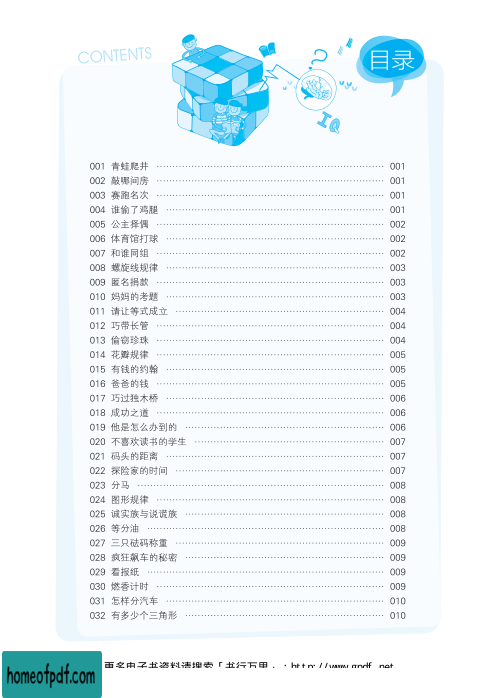 CONTENTS
目录
IQ
001 青蛙爬井 001
002 敲哪间房 001
003 赛跑名次 001
004 谁偷了鸡腿 001
005 公主择偶 002
006 体育馆打球 002
007 和谁同组 002
008 螺旋线规律 003
009 匿名捐款 003
010 妈妈的考题 003
011 请让等式成立 004
012 巧带长管 004
013 偷窃珍珠 004
014 花瓣规律 005
015 有钱的约翰 005
016 爸爸的钱 005
017 巧过独木桥 006
018 成功之道 006
019 他是怎么办到的 006
020 不喜欢读书的学生 007
021 码头的距离 007
022 探险家的时间 007
023 分马 008
024 图形规律 008
025 诚实族与说谎族 008
026 等分油 008
027 三只砝码称重 009
028 疯狂飙车的秘密 009
029 看报纸 009
030 燃香计时 009
031 怎样分汽车 010
032 有多少个三角形 010
更多电子书资料请搜索「书行万里」:http://www.gpdf.net
homeofpdf.com